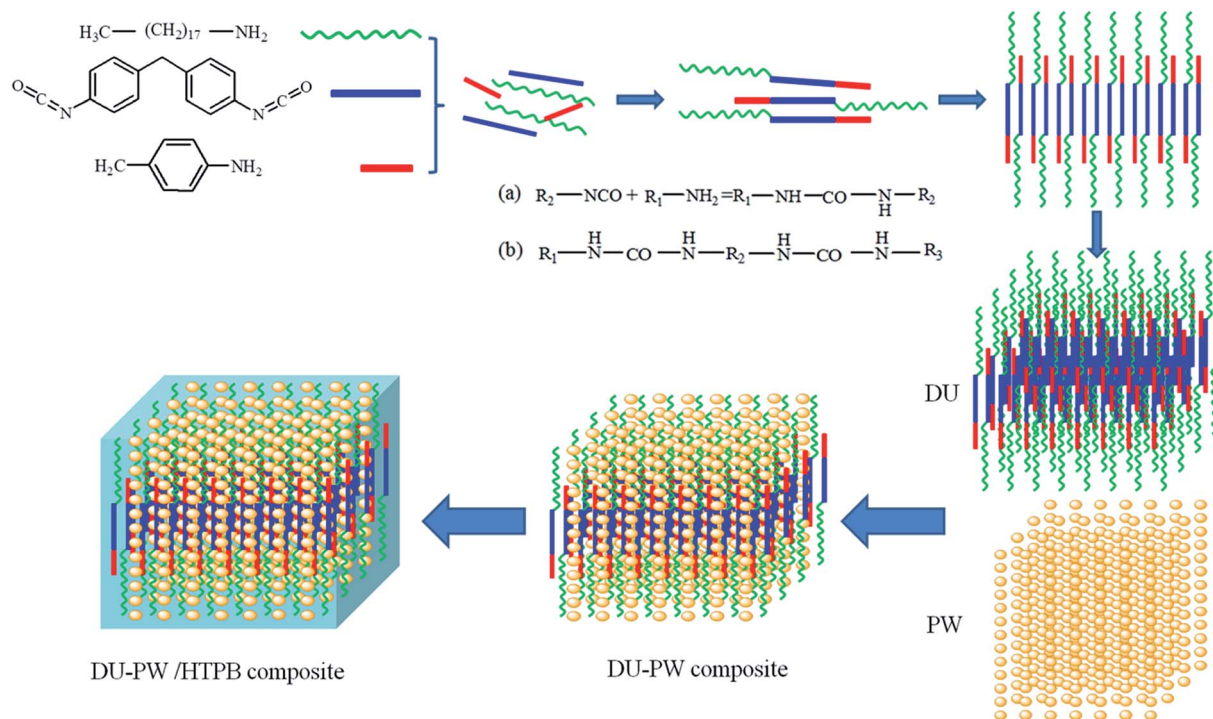 H₃C—(CH₂)₁₇—NH₂
O=C=N N=C=O
H₂C—NH₂
(a) R₂—NCO + R₁—NH₂=R₁—NH—CO—N—R₂
H
H H H H
(b) R₁—N—CO—N—R₂—N—CO—N—R₃
DU
PW
DU-PW /HTPB composite
DU-PW composite